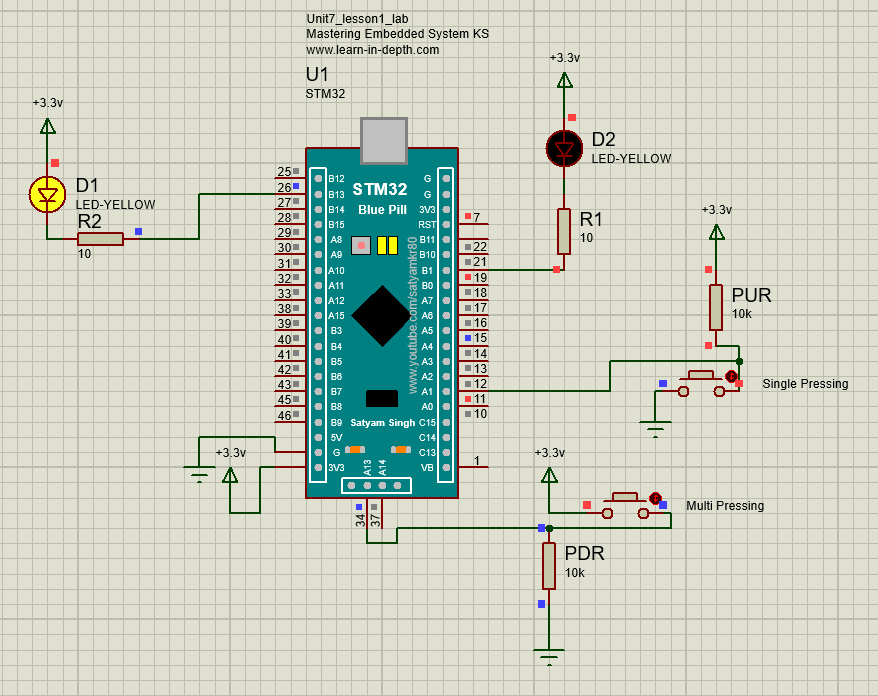 Unit7_lesson1_lab
Mastering Embedded System KS
www.learn-in-depth.com
U1
STM32
+3.3v
D1
LED-YELLOW
R2
10
+3.3v
D2
LED-YELLOW
R1
10
+3.3v
PUR
10k
Single Pressing
+3.3v
Multi Pressing
PDR
10k
+3.3v
STM32
Blue Pill
www.youtube.com/satyamkr80
Satyam Singh
25 B12
26 B13
27 B14
28 B15
29 A8
30 A9
31 A10
32 A11
33 A12
38 A15
39 B3
40 B4
41 B5
42 B6
43 B7
45 B8
46 B9
5V
G
3V3
G
G
3V3
RST 7
B11
B10 22
B1 21
B0 19
A7 18
A6 17
A5 16
A4 15
A3 14
A2 13
A1 12
A0 11
C15 10
C14
C13
VB 1
A13
A14
34
37